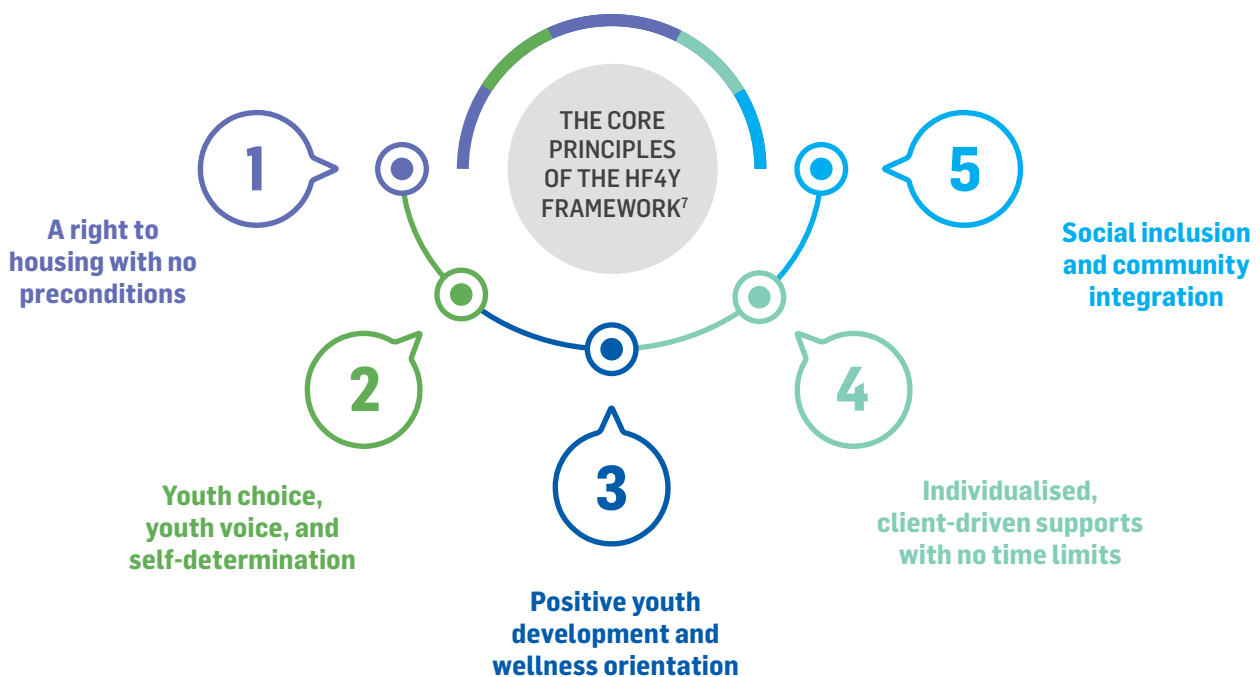 THE CORE
PRINCIPLES
OF THE HF4Y
FRAMEWORK⁷
1
A right to
housing with no
preconditions
2
Youth choice,
youth voice, and
self-determination
3
Positive youth
development and
wellness orientation
4
Individualised,
client-driven supports
with no time limits
5
Social inclusion
and community
integration